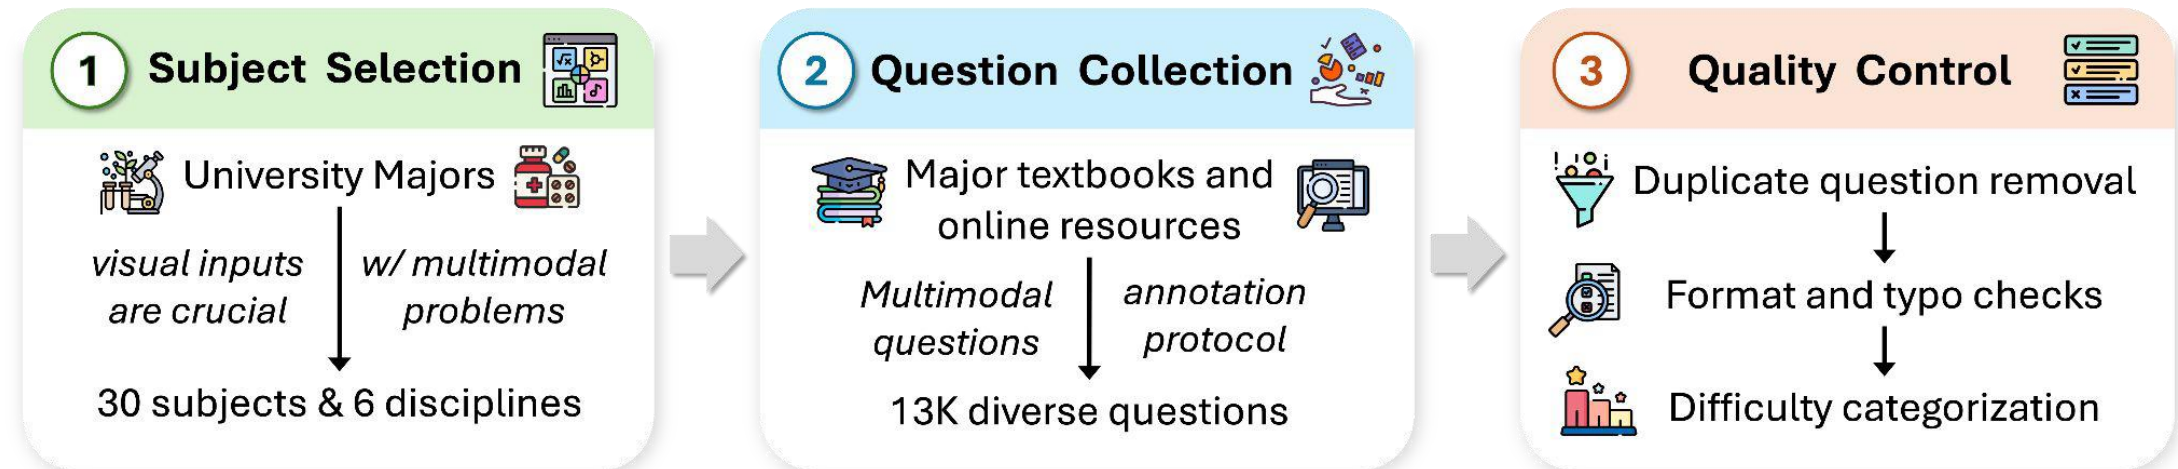 1 Subject Selection
University Majors
visual inputs
are crucial
w/ multimodal
problems
30 subjects & 6 disciplines
2 Question Collection
Major textbooks and
online resources
Multimodal
questions
annotation
protocol
13K diverse questions
3 Quality Control
Duplicate question removal
Format and typo checks
Difficulty categorization